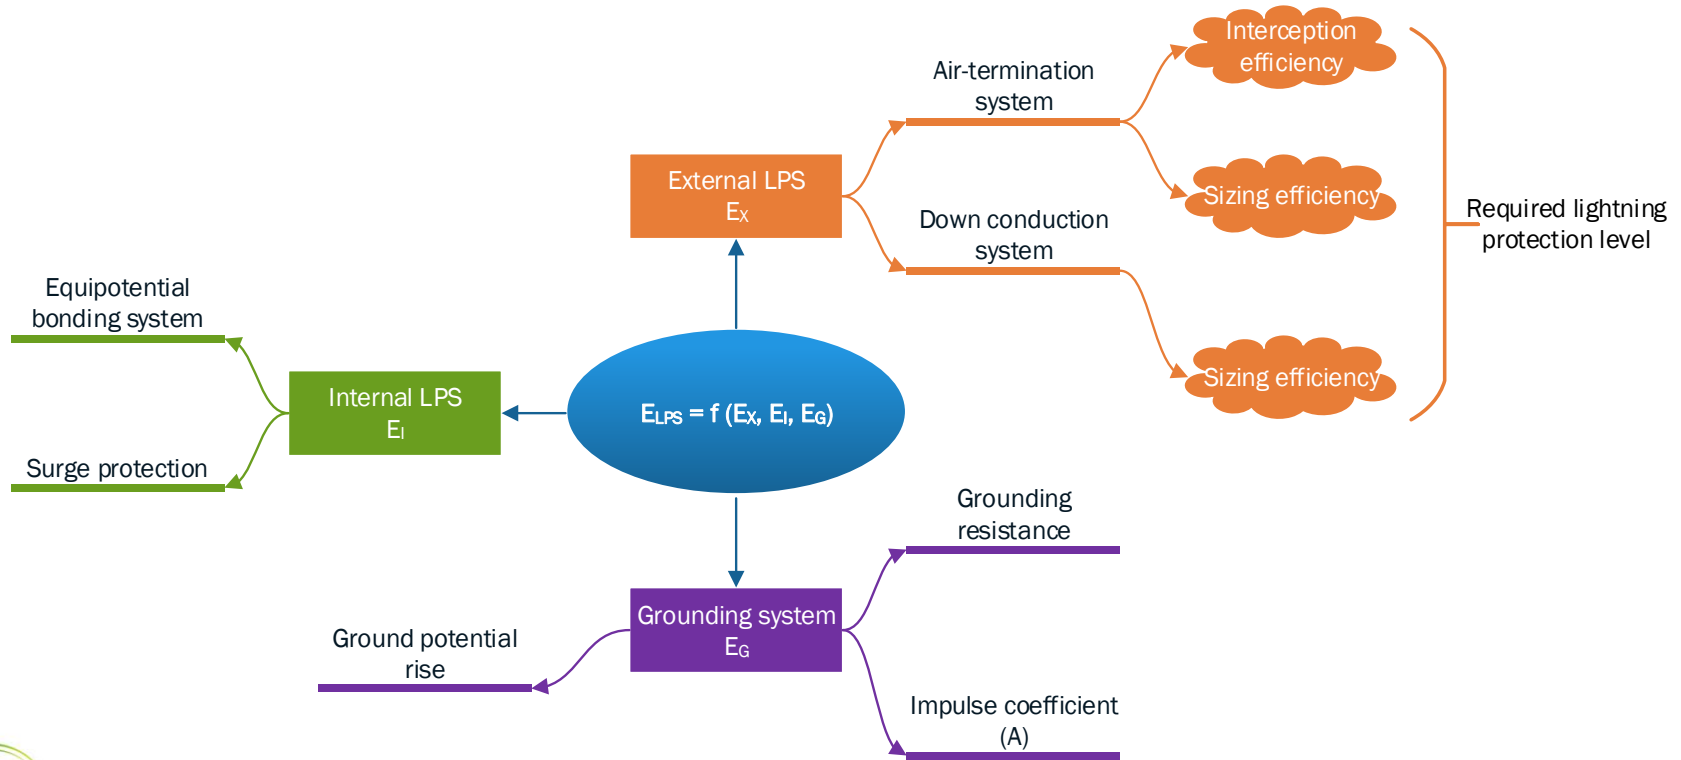 Interception
efficiency
Air-termination
system
External LPS
EX
Sizing efficiency
Down conduction
system
Required lightning
protection level
Equipotential
bonding system
Internal LPS
EI
Sizing efficiency
ELPS = f (EX, EI, EG)
Surge protection
Grounding
resistance
Grounding system
EG
Ground potential
rise
Impulse coefficient
(A)